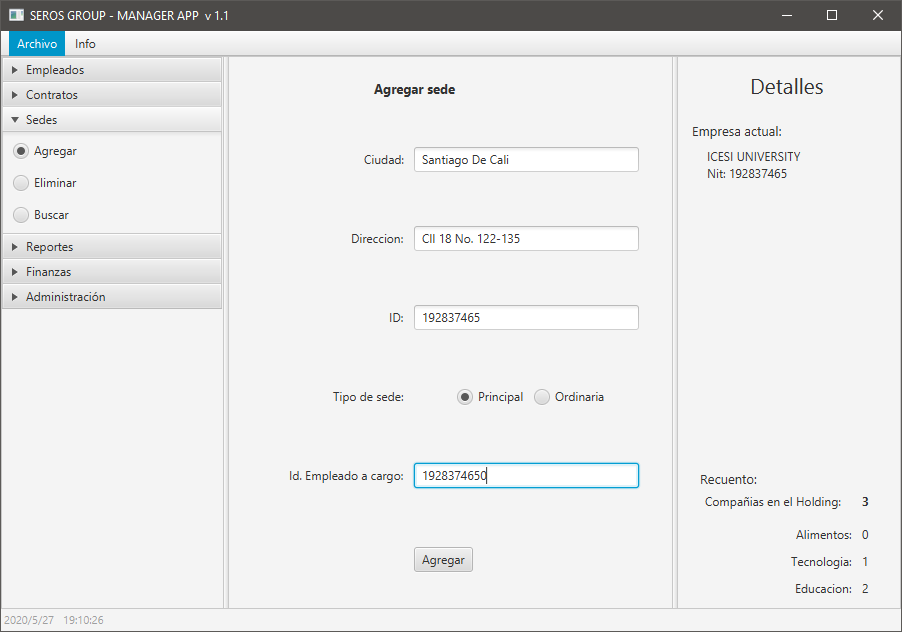 SEROS GROUP - MANAGER APP v 1.1
Archivo Info
Empleados
Contratos
Sedes
Agregar
Eliminar
Buscar
Reportes
Finanzas
Administración
Agregar sede
Ciudad: Santiago De Cali
Direccion: Cll 18 No. 122-135
ID: 192837465
Tipo de sede: Principal Ordinaria
Id. Empleado a cargo: 1928374650
Agregar
Detalles
Empresa actual:
ICESI UNIVERSITY
Nit: 192837465
Recuento:
Compañias en el Holding: 3
Alimentos: 0
Tecnologia: 1
Educacion: 2
2020/5/27 19:10:26